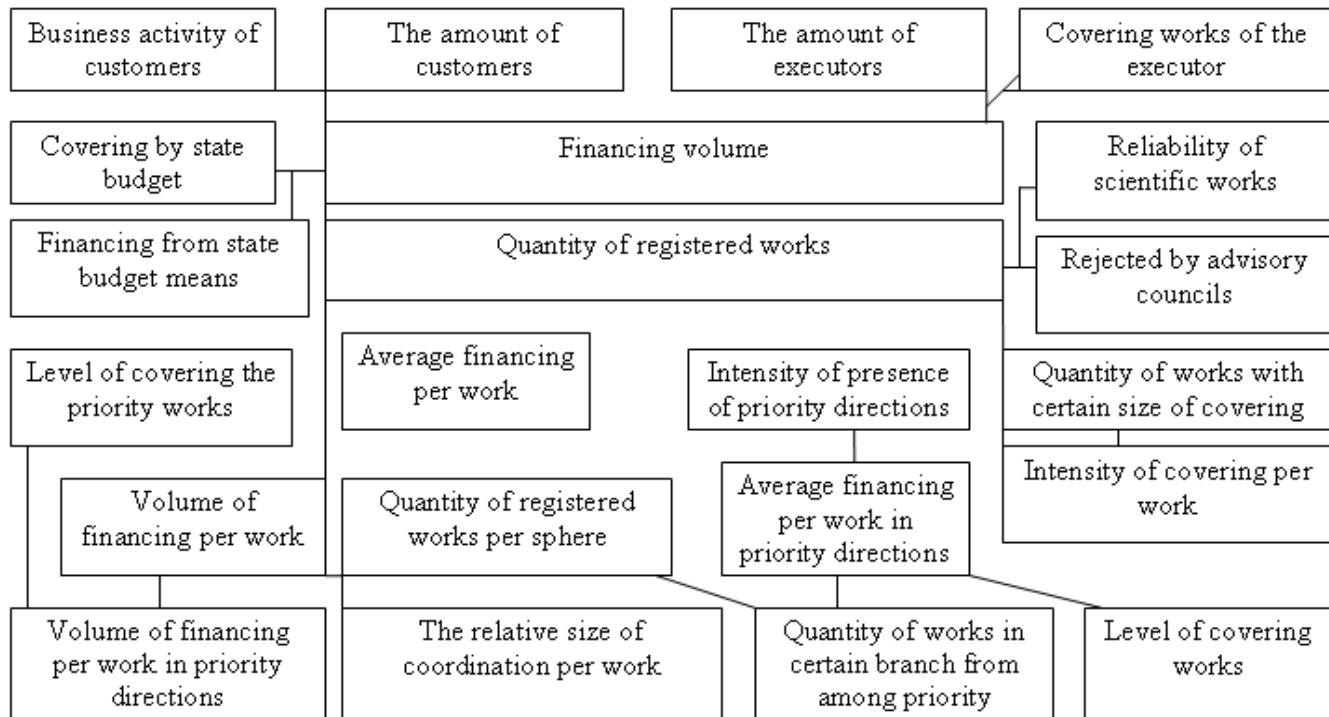 Business activity of
customers
The amount of
customers
The amount of
executors
Covering works of the
executor
Covering by state
budget
Financing volume
Reliability of
scientific works
Financing from state
budget means
Quantity of registered works
Rejected by advisory
councils
Level of covering the
priority works
Average financing
per work
Intensity of presence
of priority directions
Quantity of works with
certain size of covering
Volume of
financing per work
Quantity of registered
works per sphere
Average financing
per work in
priority directions
Intensity of covering per
work
Volume of financing
per work in priority
directions
The relative size of
coordination per work
Quantity of works in
certain branch from
among priority
Level of covering
works